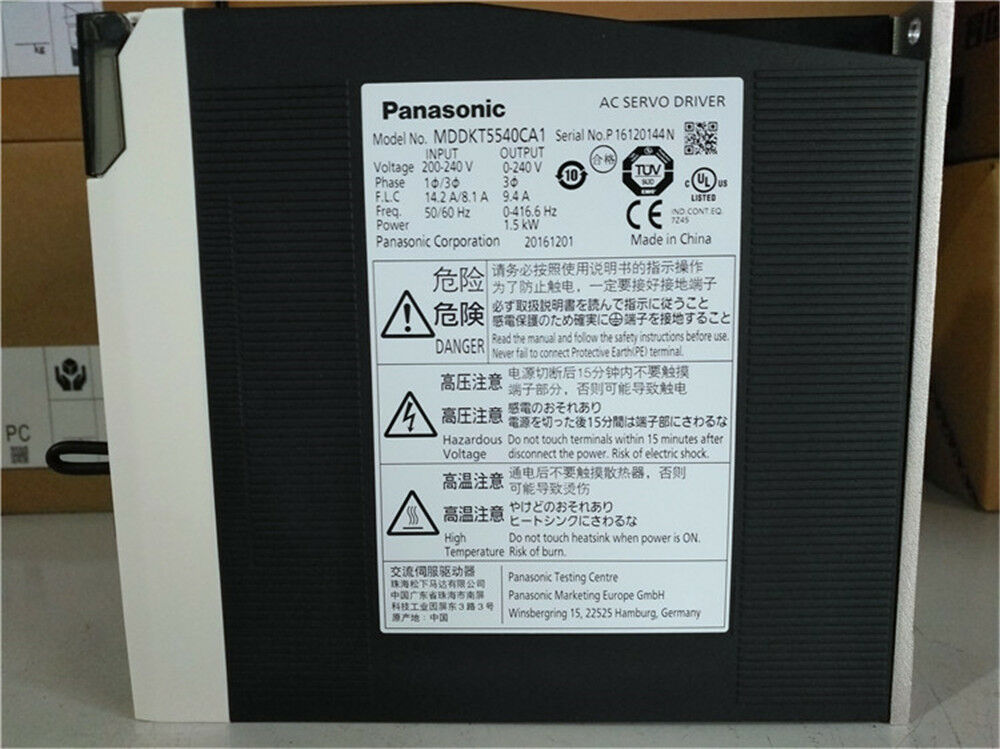 Panasonic
AC SERVO DRIVER
Model No. MDDKT5540CA1 Serial No.P16120144N
INPUT OUTPUT
Voltage 200-240 V 0-240 V
Phase 1ϕ/3ϕ 3ϕ
F.L.C 14.2 A/8.1 A 9.4 A
Freq. 50/60 Hz 0-416.6 Hz
Power 1.5 kW
Panasonic Corporation 20161201
10
合格
TÜV
SÜD
c UL US
LISTED
CE
IND.CONT.EQ.
7Z45
Made in China
危险
请务必按照使用说明书的指示操作
为了防止触电，一定要接好接地端子
危険
必ず取扱説明書を読んで指示に従うこと
感電保護のため確実に⏚端子を接地すること
DANGER
Read the manual and follow the safety instructions before use.
Never fail to connect Protective Earth(PE) terminal.
高压注意
电源切断后15分钟内不要触摸
端子部分，否则可能导致触电
高圧注意
感電のおそれあり
電源を切った後15分間は端子部にさわるな
Hazardous Voltage
Do not touch terminals within 15 minutes after
disconnect the power. Risk of electric shock.
高温注意
通电后不要触摸散热器，否则
可能导致烫伤
高温注意
やけどのおそれあり
ヒートシンクにさわるな
High Temperature
Do not touch heatsink when power is ON.
Risk of burn.
交流伺服驱动器
珠海松下马达有限公司
中国广东省珠海市南屏
科技工业园屏东3路3号
原产地：中国
Panasonic Testing Centre
Panasonic Marketing Europe GmbH
Winsbergring 15, 22525 Hamburg, Germany
PC
kg